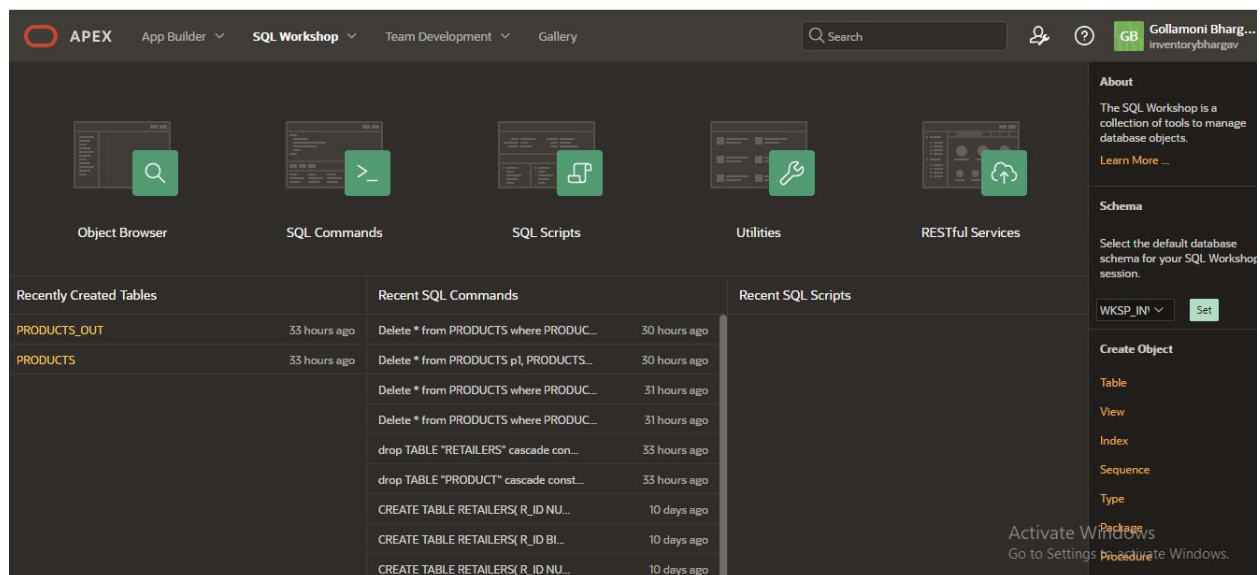 APEX App Builder SQL Workshop Team Development Gallery Search GB Gollamoni Bharg...
inventorybhargav
Object Browser SQL Commands SQL Scripts Utilities RESTful Services
Recently Created Tables
PRODUCTS_OUT 33 hours ago
PRODUCTS 33 hours ago
Recent SQL Commands
Delete * from PRODUCTS where PRODUC... 30 hours ago
Delete * from PRODUCTS p1, PRODUCTS... 30 hours ago
Delete * from PRODUCTS where PRODUC... 31 hours ago
Delete * from PRODUCTS where PRODUC... 31 hours ago
drop TABLE "RETAILERS" cascade con... 33 hours ago
drop TABLE "PRODUCT" cascade const... 33 hours ago
CREATE TABLE RETAILERS( R_ID NU... 10 days ago
CREATE TABLE RETAILERS( R_ID BI... 10 days ago
CREATE TABLE RETAILERS( R_ID NU... 10 days ago
Recent SQL Scripts
About
The SQL Workshop is a
collection of tools to manage
database objects.
Learn More ...
Schema
Select the default database
schema for your SQL Workshop
session.
WKSP_IN Set
Create Object
Table
View
Index
Sequence
Type
Package
Procedure
Activate Windows
Go to Settings to activate Windows.